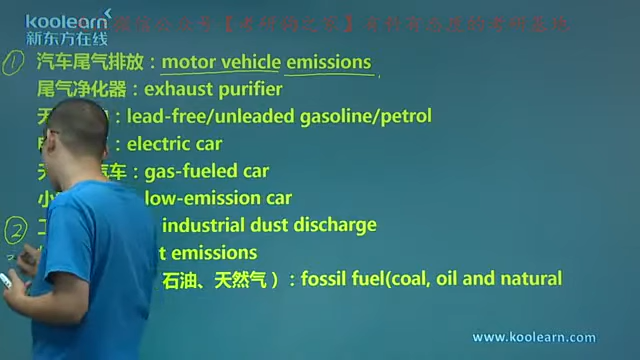 koolearn 微信公众号【考研狗之家】有料有态度的考研基地
新东方在线
① 汽车尾气排放：motor vehicle emissions
尾气净化器：exhaust purifier
：lead-free/unleaded gasoline/petrol
：electric car
汽车：gas-fueled car
low-emission car
② industrial dust discharge
emissions
石油、天然气）：fossil fuel(coal, oil and natural
www.koolearn.com